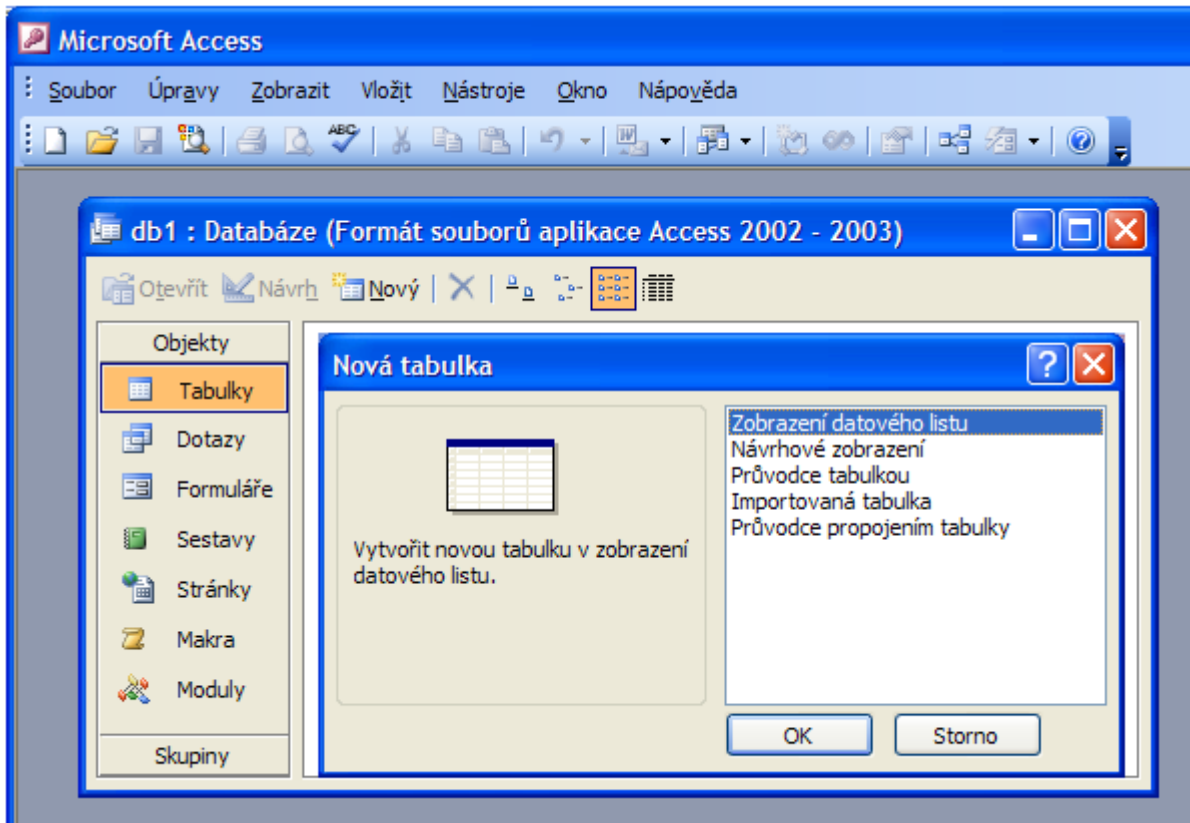 Microsoft Access
Soubor Úpravy Zobrazit Vložit Nástroje Okno Nápověda
ABC
W
db1 : Databáze (Formát souborů aplikace Access 2002 - 2003)
Otevřít Návrh Nový
Objekty
Tabulky
Dotazy
Formuláře
Sestavy
Stránky
Makra
Moduly
Skupiny
Nová tabulka
Vytvořit novou tabulku v zobrazení
datového listu.
Zobrazení datového listu
Návrhové zobrazení
Průvodce tabulkou
Importovaná tabulka
Průvodce propojením tabulky
OK Storno